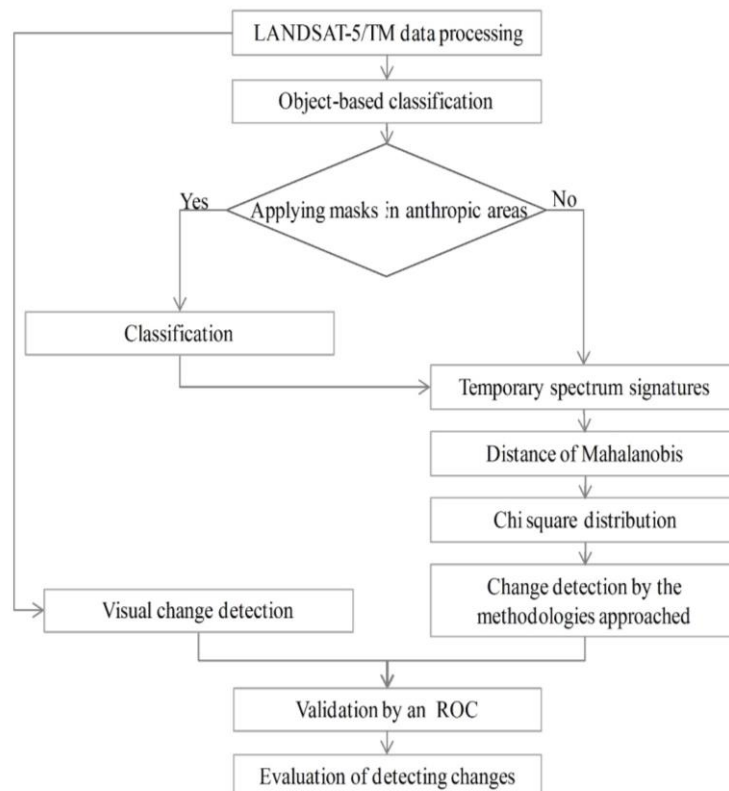 LANDSAT-5/TM data processing
Object-based classification
Yes
Applying masks in anthropic areas
No
Classification
Temporary spectrum signatures
Distance of Mahalanobis
Chi square distribution
Visual change detection
Change detection by the
methodologies approached
Validation by an ROC
Evaluation of detecting changes